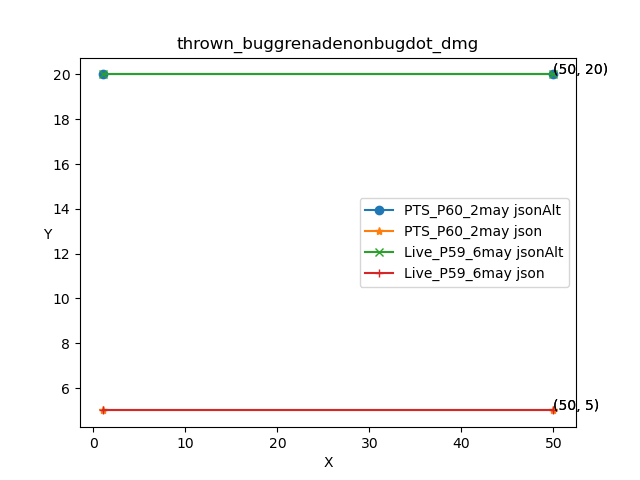 thrown_buggrenadenonbugdot_dmg
(50, 20)
20
18
16
14
12
10
8
6
Y
PTS_P60_2may jsonAlt
PTS_P60_2may json
Live_P59_6may jsonAlt
Live_P59_6may json
(50, 5)
0
10
20
30
40
50
X